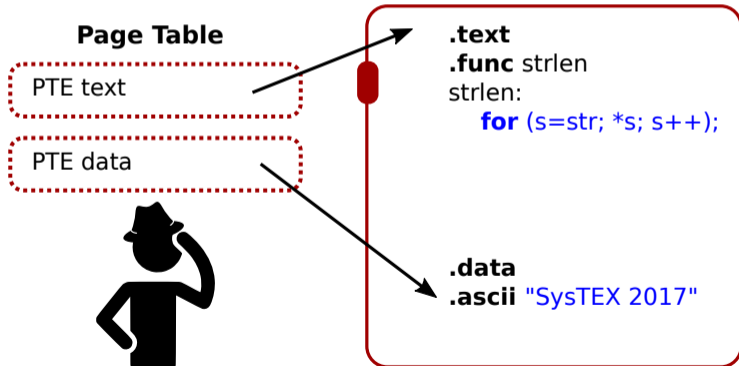 Page Table
PTE text
PTE data
.text
.func strlen
strlen:
for (s=str; *s; s++);
.data
.ascii "SysTEX 2017"